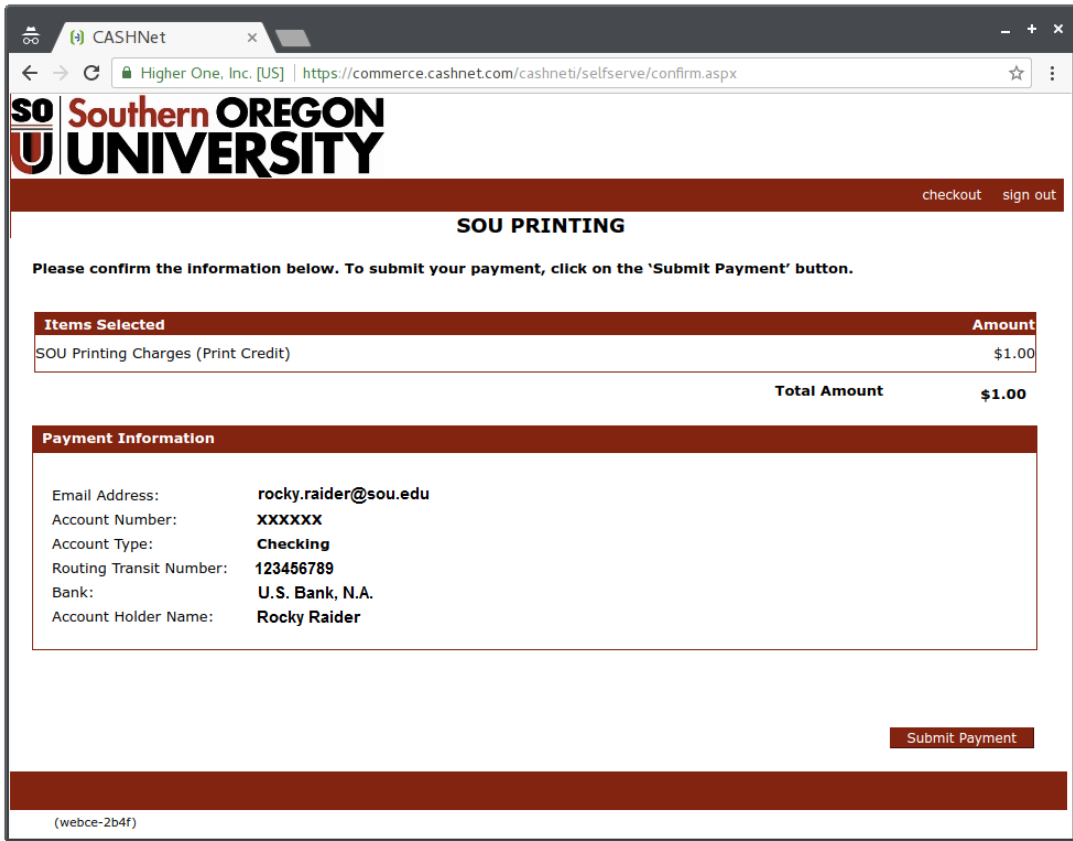 CASHNet
Higher One, Inc. [US] | https://commerce.cashnet.com/cashneti/selfserve/confirm.aspx
SO Southern OREGON
U UNIVERSITY
checkout sign out
SOU PRINTING
Please confirm the information below. To submit your payment, click on the ‘Submit Payment’ button.
Items Selected Amount
SOU Printing Charges (Print Credit) $1.00
Total Amount $1.00
Payment Information
Email Address: rocky.raider@sou.edu
Account Number: XXXXXX
Account Type: Checking
Routing Transit Number: 123456789
Bank: U.S. Bank, N.A.
Account Holder Name: Rocky Raider
Submit Payment
(webce-2b4f)